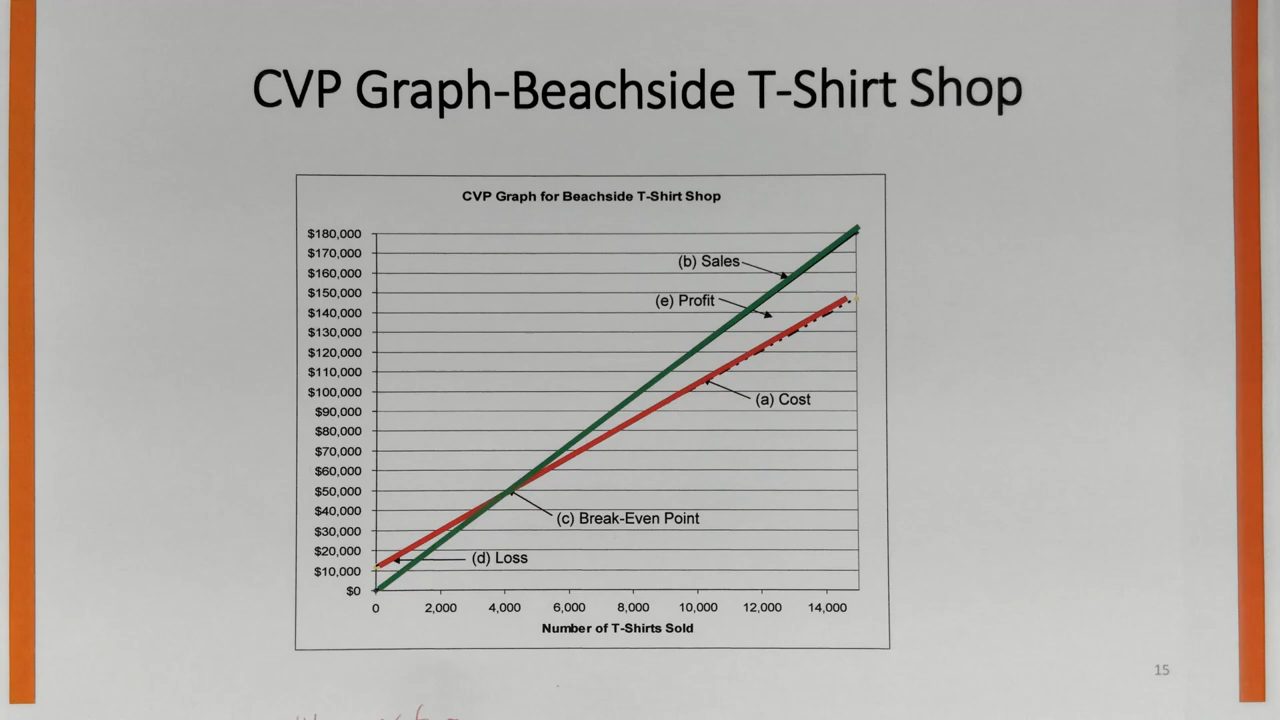 CVP Graph-Beachside T-Shirt Shop
CVP Graph for Beachside T-Shirt Shop
$180,000
$170,000
$160,000
$150,000
$140,000
$130,000
$120,000
$110,000
$100,000
$90,000
$80,000
$70,000
$60,000
$50,000
$40,000
$30,000
$20,000
$10,000
$0
(b) Sales
(e) Profit
(a) Cost
(c) Break-Even Point
(d) Loss
0 2,000 4,000 6,000 8,000 10,000 12,000 14,000
Number of T-Shirts Sold
15